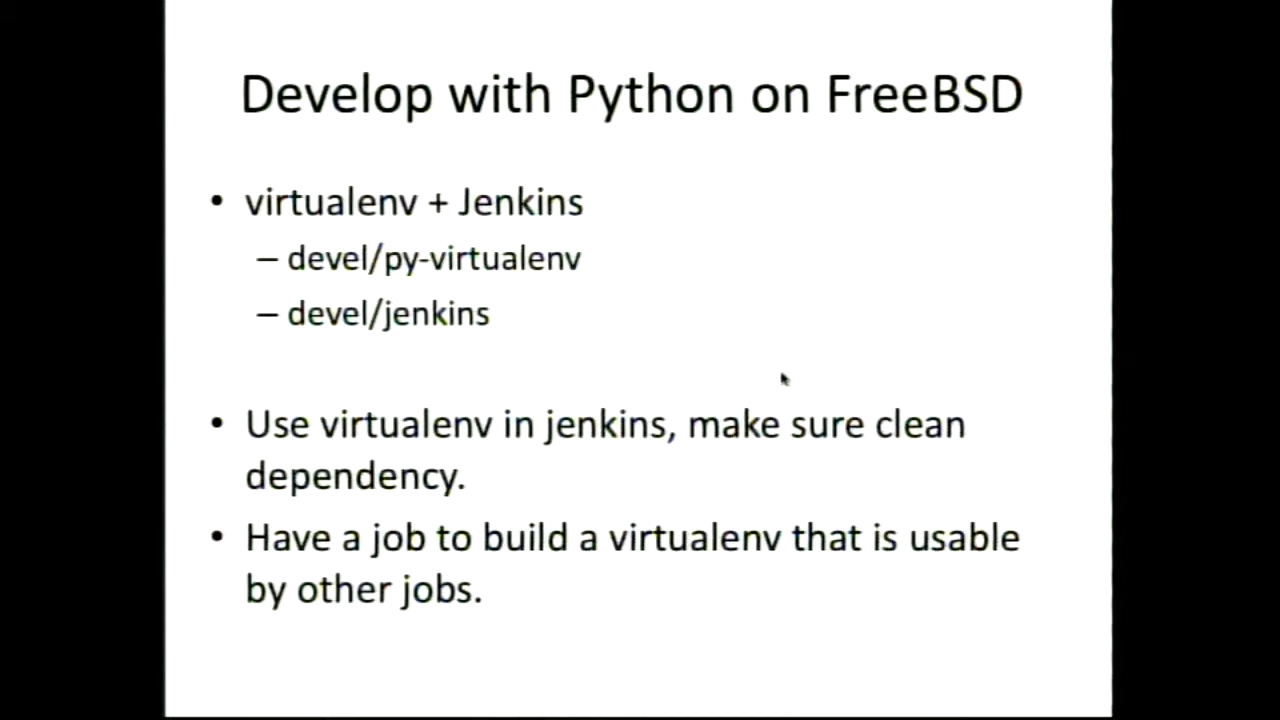 Develop with Python on FreeBSD
• virtualenv + Jenkins
– devel/py-virtualenv
– devel/jenkins
• Use virtualenv in jenkins, make sure clean
dependency.
• Have a job to build a virtualenv that is usable
by other jobs.